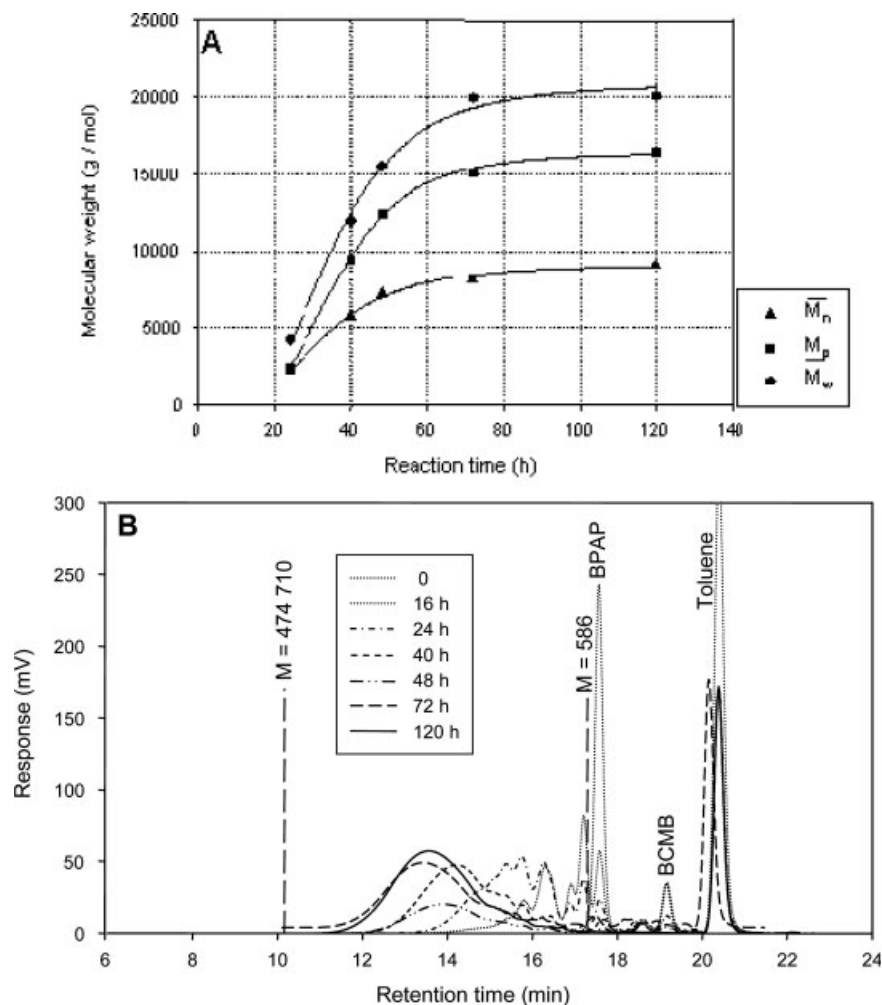 A
25000
20000
15000
10000
5000
0
0 20 40 60 80 100 120 140
Molecular weight (g / mol)
Reaction time (h)
Mn
Mp
Mw
B
300
250
200
150
100
50
0
6 8 10 12 14 16 18 20 22 24
Response (mV)
Retention time (min)
M = 474 710
0
16 h
24 h
40 h
48 h
72 h
120 h
M = 586
BPAP
BCMB
Toluene